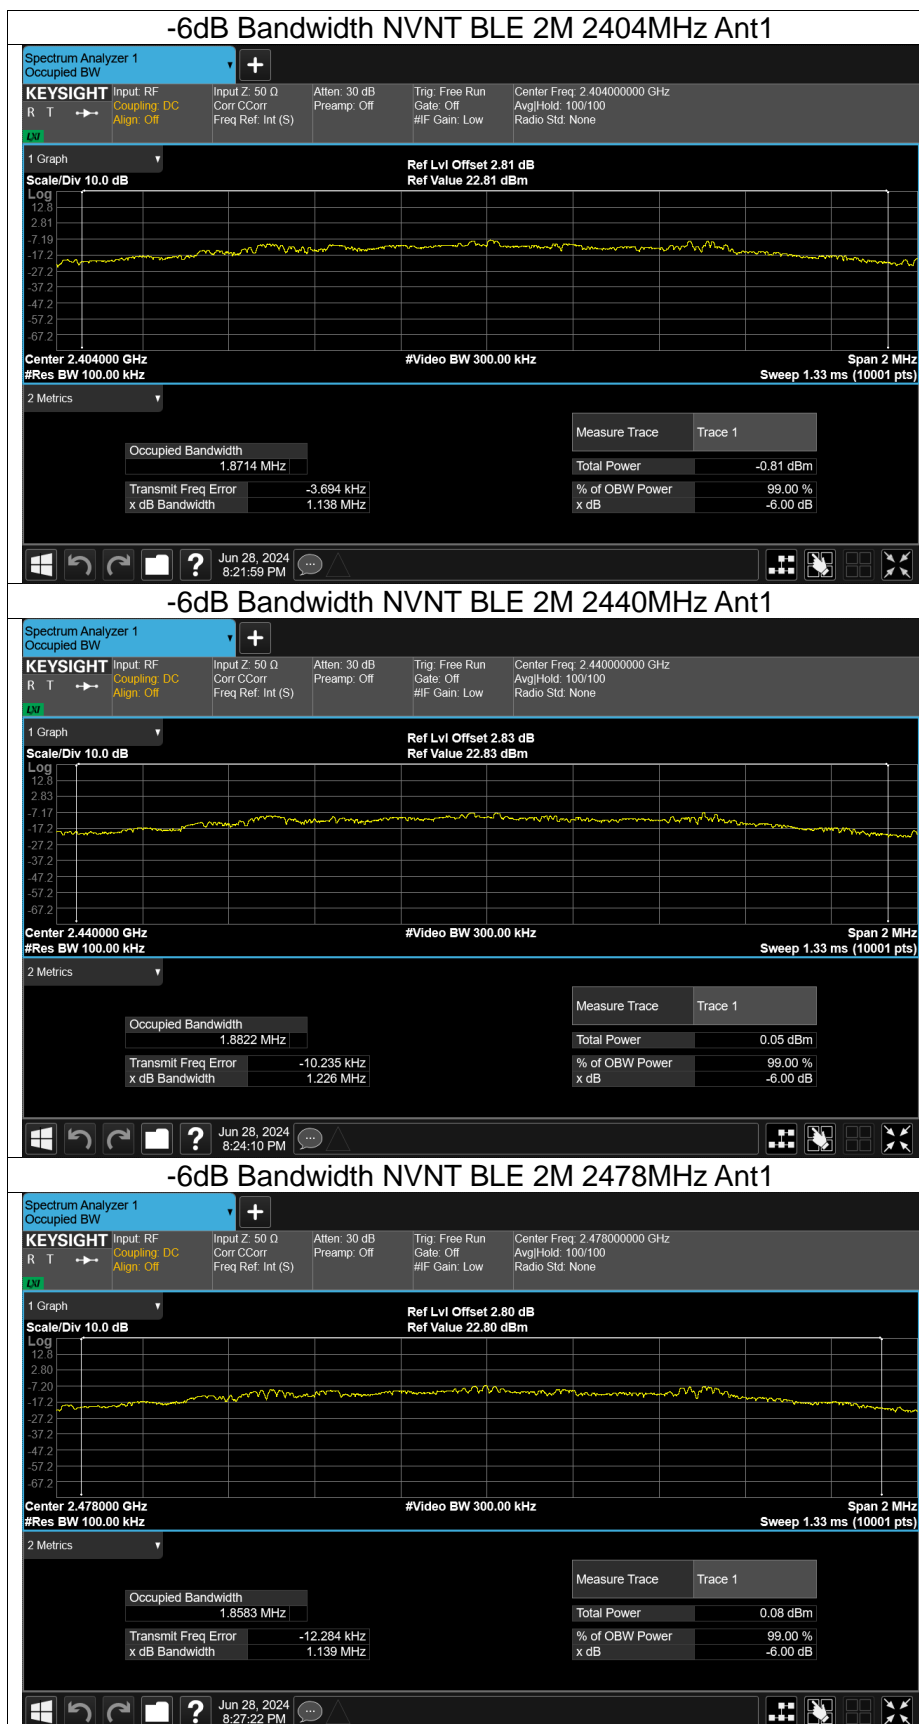 -6dB Bandwidth NVNT BLE 2M 2404MHz Ant1
Spectrum Analyzer 1
Occupied BW
KEYSIGHT Input: RF Input Z: 50 Ω Atten: 30 dB Trig: Free Run Center Freq: 2.404000000 GHz
R T Coupling: DC Corr CCorr Preamp: Off Gate: Off Avg|Hold: 100/100
Align: Off Freq Ref: Int (S) #IF Gain: Low Radio Std: None
LXI
1 Graph
Ref Lvl Offset 2.81 dB
Scale/Div 10.0 dB Ref Value 22.81 dBm
Log
12.8
2.81
-7.19
-17.2
-27.2
-37.2
-47.2
-57.2
-67.2
Center 2.404000 GHz #Video BW 300.00 kHz Span 2 MHz
#Res BW 100.00 kHz Sweep 1.33 ms (10001 pts)
2 Metrics
Measure Trace Trace 1
Occupied Bandwidth
1.8714 MHz Total Power -0.81 dBm
Transmit Freq Error -3.694 kHz % of OBW Power 99.00 %
x dB Bandwidth 1.138 MHz x dB -6.00 dB
? Jun 28, 2024
8:21:59 PM
-6dB Bandwidth NVNT BLE 2M 2440MHz Ant1
Spectrum Analyzer 1
Occupied BW
KEYSIGHT Input: RF Input Z: 50 Ω Atten: 30 dB Trig: Free Run Center Freq: 2.440000000 GHz
R T Coupling: DC Corr CCorr Preamp: Off Gate: Off Avg|Hold: 100/100
Align: Off Freq Ref: Int (S) #IF Gain: Low Radio Std: None
LXI
1 Graph
Ref Lvl Offset 2.83 dB
Scale/Div 10.0 dB Ref Value 22.83 dBm
Log
12.8
2.83
-7.17
-17.2
-27.2
-37.2
-47.2
-57.2
-67.2
Center 2.440000 GHz #Video BW 300.00 kHz Span 2 MHz
#Res BW 100.00 kHz Sweep 1.33 ms (10001 pts)
2 Metrics
Measure Trace Trace 1
Occupied Bandwidth
1.8822 MHz Total Power 0.05 dBm
Transmit Freq Error -10.235 kHz % of OBW Power 99.00 %
x dB Bandwidth 1.226 MHz x dB -6.00 dB
? Jun 28, 2024
8:24:10 PM
-6dB Bandwidth NVNT BLE 2M 2478MHz Ant1
Spectrum Analyzer 1
Occupied BW
KEYSIGHT Input: RF Input Z: 50 Ω Atten: 30 dB Trig: Free Run Center Freq: 2.478000000 GHz
R T Coupling: DC Corr CCorr Preamp: Off Gate: Off Avg|Hold: 100/100
Align: Off Freq Ref: Int (S) #IF Gain: Low Radio Std: None
LXI
1 Graph
Ref Lvl Offset 2.80 dB
Scale/Div 10.0 dB Ref Value 22.80 dBm
Log
12.8
2.80
-7.20
-17.2
-27.2
-37.2
-47.2
-57.2
-67.2
Center 2.478000 GHz #Video BW 300.00 kHz Span 2 MHz
#Res BW 100.00 kHz Sweep 1.33 ms (10001 pts)
2 Metrics
Measure Trace Trace 1
Occupied Bandwidth
1.8583 MHz Total Power 0.08 dBm
Transmit Freq Error -12.284 kHz % of OBW Power 99.00 %
x dB Bandwidth 1.139 MHz x dB -6.00 dB
? Jun 28, 2024
8:27:22 PM